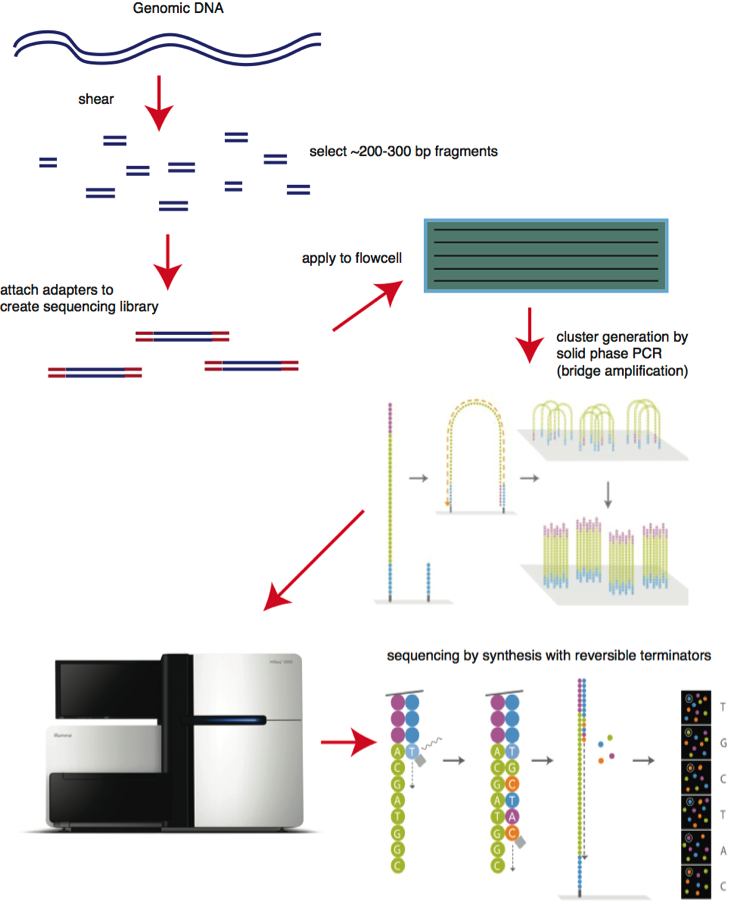 Genomic DNA
shear
select ~200-300 bp fragments
attach adapters to
create sequencing library
apply to flowcell
cluster generation by
solid phase PCR
(bridge amplification)
sequencing by synthesis with reversible terminators
illumina
A T
C
G
A
T
G
G
C
A T
C G
G C
A T
T A
G C
G
C
T
G
C
T
A
C